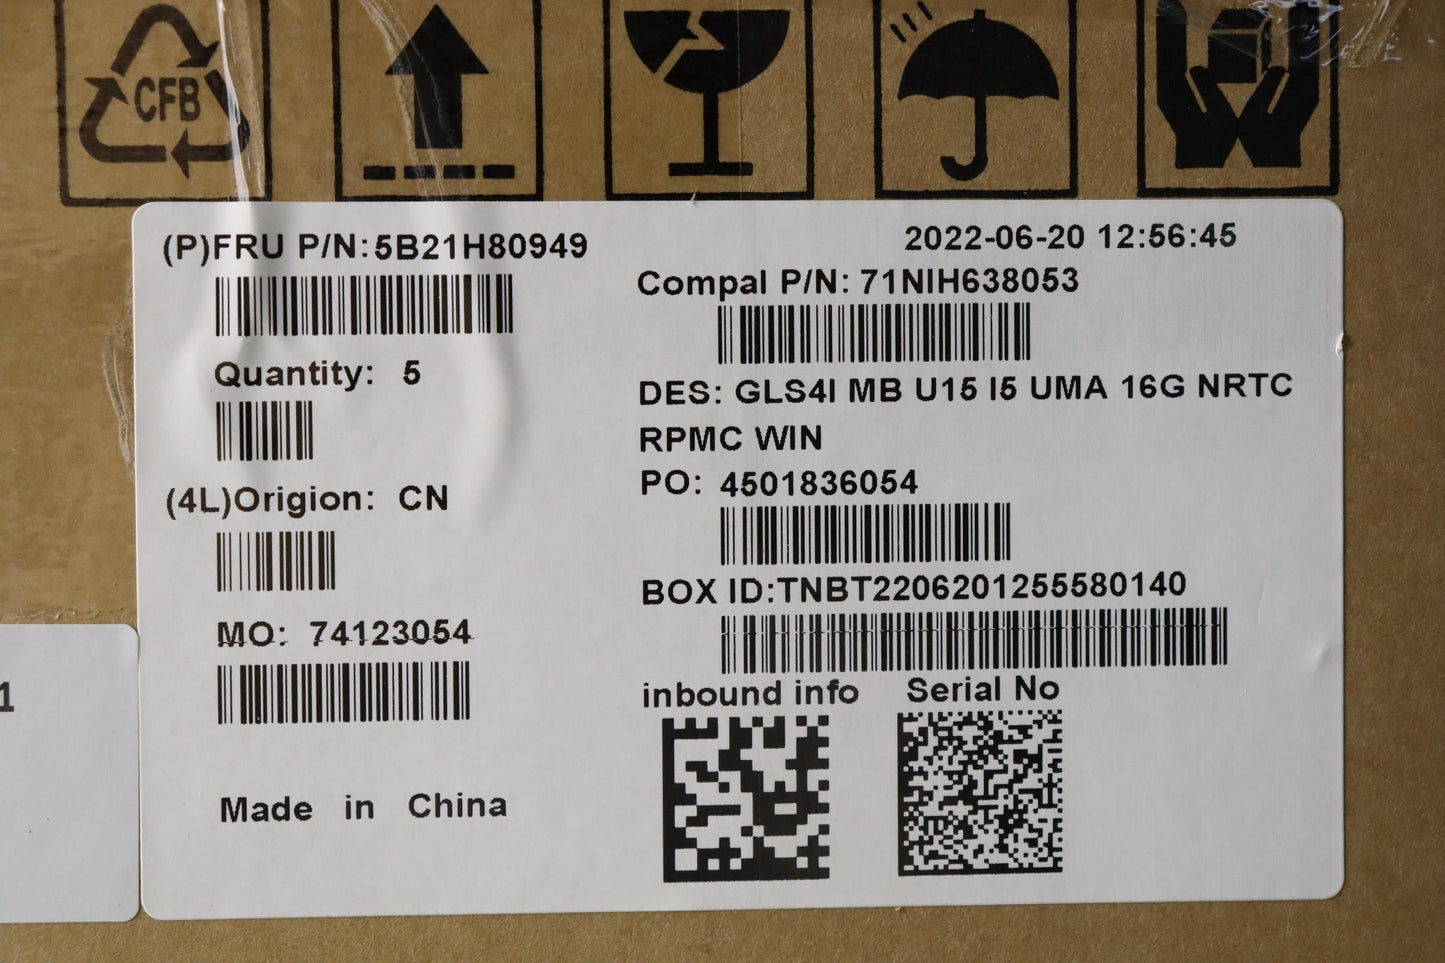 CFB
(P)FRU P/N:5B21H80949
2022-06-20 12:56:45
Compal P/N: 71NIH638053
Quantity: 5
DES: GLS4I MB U15 I5 UMA 16G NRTC
RPMC WIN
PO: 4501836054
(4L)Origion: CN
BOX ID:TNBT2206201255580140
MO: 74123054
inbound info
Serial No
Made in China
1